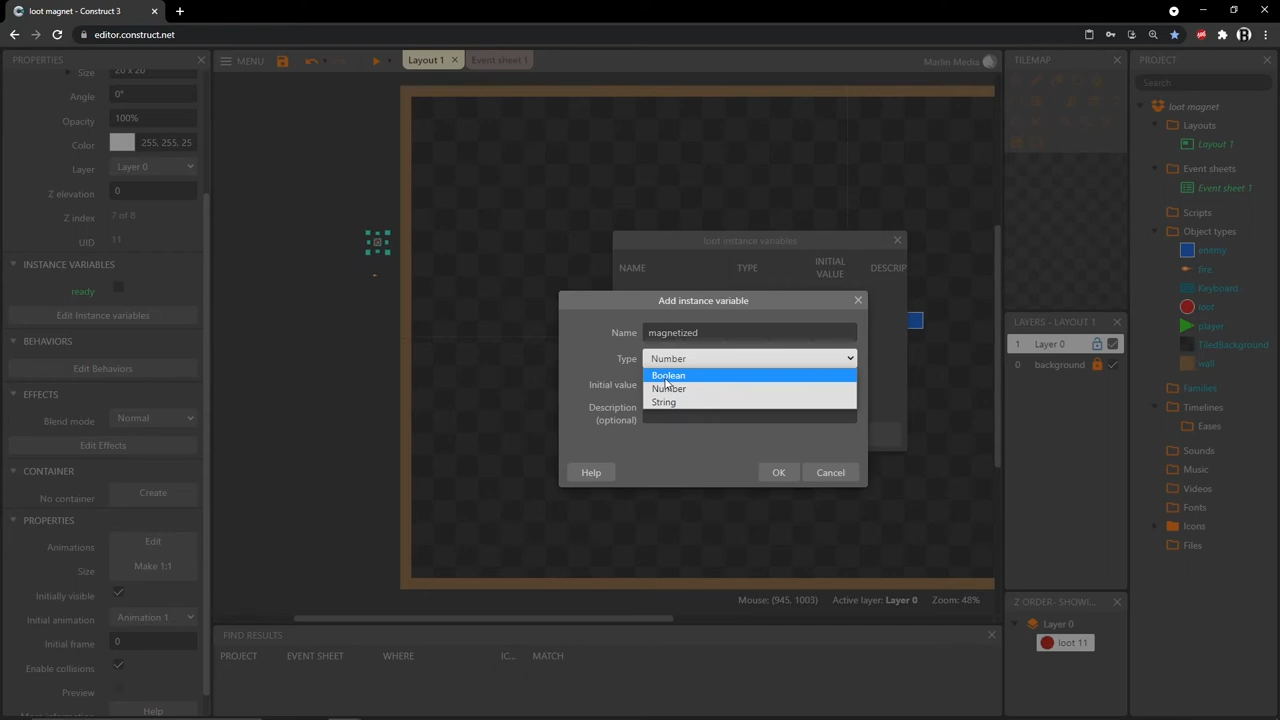 loot magnet - Construct 3
editor.construct.net
PROPERTIES
MENU
Layout 1
Event sheet 1
Marlin Media
TILEMAP
PROJECT
Size
20 x 20
Angle
0°
Opacity
100%
Color
255, 255, 25
Layer
Layer 0
Z elevation
0
Z index
7 of 8
UID
11
INSTANCE VARIABLES
ready
Edit Instance variables
BEHAVIORS
Edit Behaviors
EFFECTS
Blend mode
Normal
Edit Effects
CONTAINER
No container
Create
PROPERTIES
Animations
Edit
Size
Make 1:1
Initially visible
Initial animation
Animation 1
Initial frame
0
Enable collisions
Preview
More information
Help
loot instance variables
NAME
TYPE
INITIAL VALUE
DESCRIP
Add instance variable
Name
magnetized
Type
Number
Boolean
Number
String
Initial value
Description (optional)
Help
OK
Cancel
Mouse: (945, 1003)
Active layer: Layer 0
Zoom: 48%
FIND RESULTS
PROJECT
EVENT SHEET
WHERE
IC...
MATCH
Search
loot magnet
Layouts
Layout 1
Event sheets
Event sheet 1
Scripts
Object types
enemy
fire
Keyboard
loot
player
TiledBackground
wall
Families
Timelines
Eases
Sounds
Music
Videos
Fonts
Icons
Files
LAYERS - LAYOUT 1
1 Layer 0
0 background
Z ORDER- SHOWI...
Layer 0
loot 11